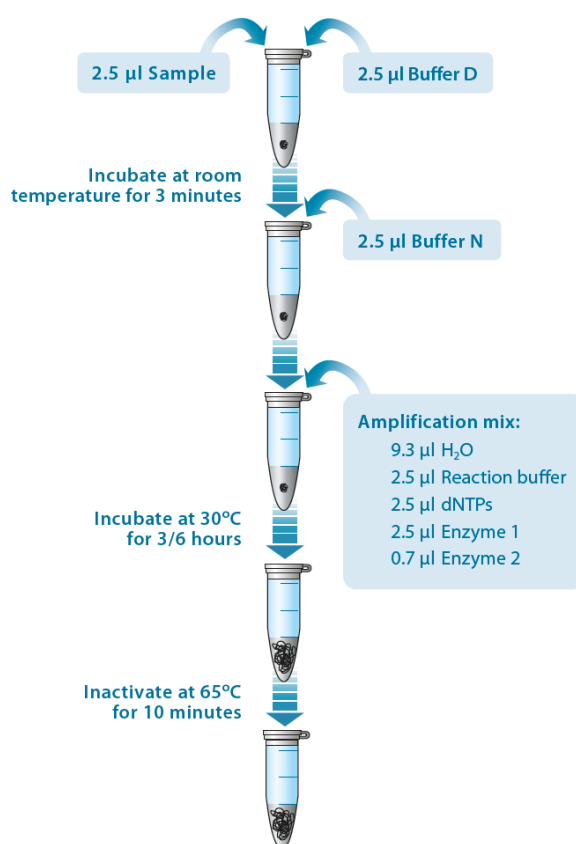 2.5 µl Sample
2.5 µl Buffer D
Incubate at room
temperature for 3 minutes
2.5 µl Buffer N
Amplification mix:
9.3 µl H₂O
2.5 µl Reaction buffer
2.5 µl dNTPs
2.5 µl Enzyme 1
0.7 µl Enzyme 2
Incubate at 30ºC
for 3/6 hours
Inactivate at 65ºC
for 10 minutes